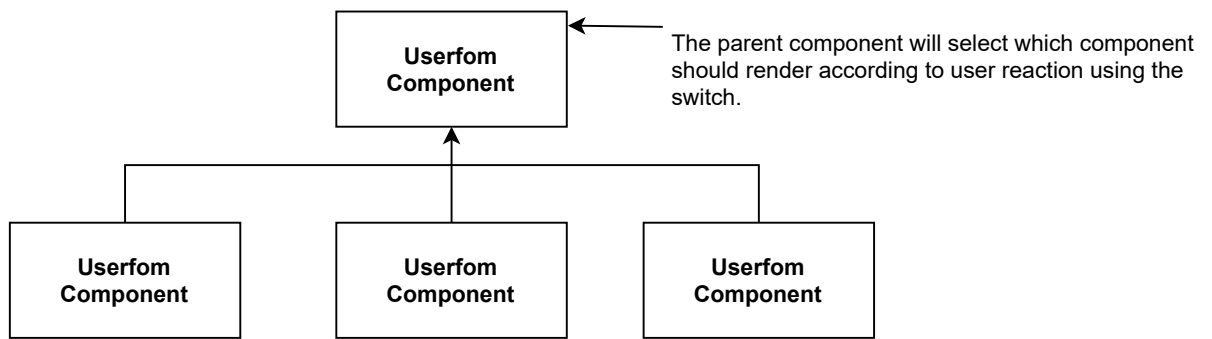 Userfom
Component
The parent component will select which component
should render according to user reaction using the
switch.
Userfom
Component
Userfom
Component
Userfom
Component